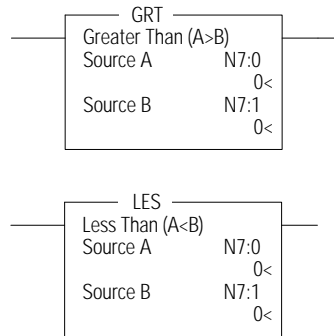 GRT
Greater Than (A>B)
Source A N7:0
0<
Source B N7:1
0<
LES
Less Than (A<B)
Source A N7:0
0<
Source B N7:1
0<